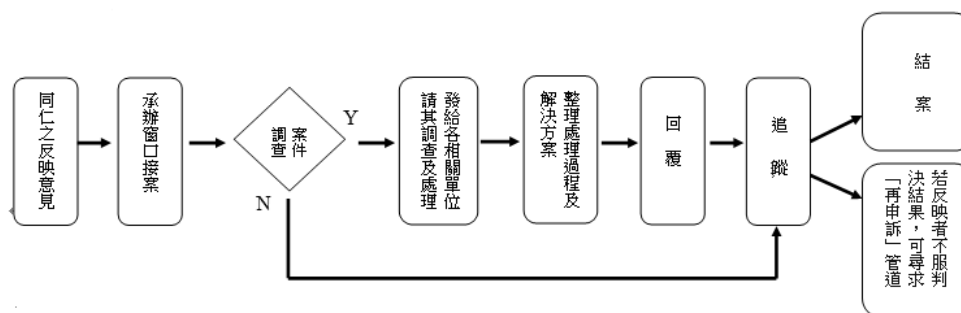 同仁之反映意見
承辦窗口接案
案件
調查
Y
N
發給各相關單位
請其調查及處理
整理處理過程及
解決方案
回覆
追蹤
結案
若反映者不服判
決結果，可尋求
「再申訴」管道